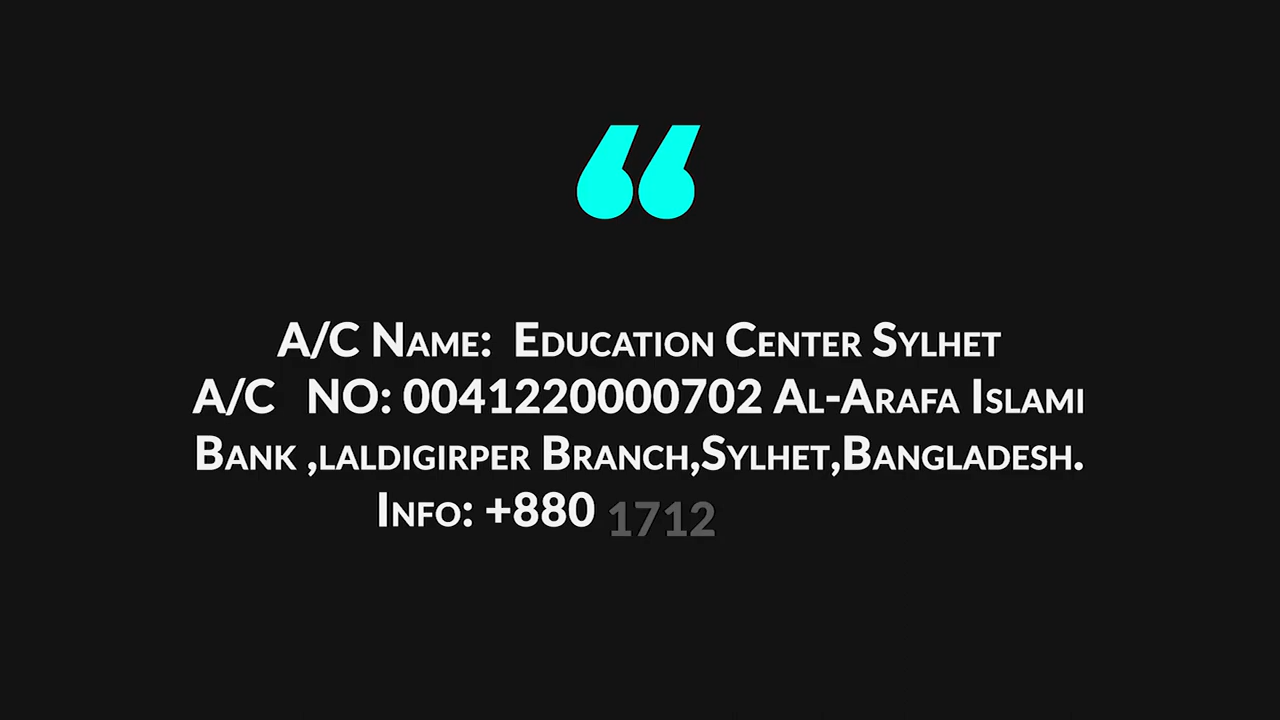 “
A/C Name: Education Center Sylhet
A/C NO: 0041220000702 Al-Arafa Islami
Bank ,laldigirper Branch,Sylhet,Bangladesh.
Info: +880 1712